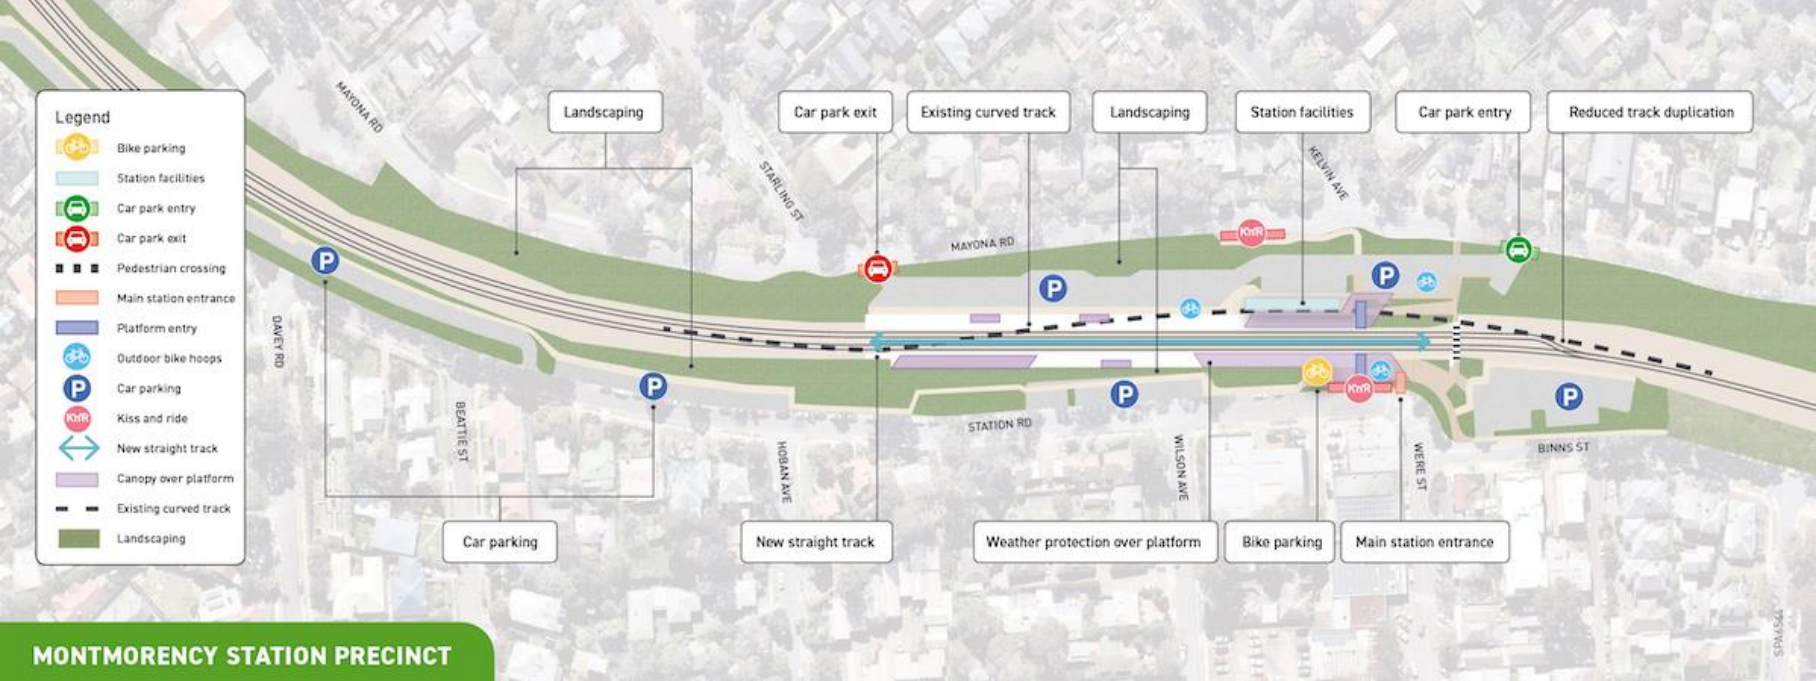 Legend
Bike parking
Station facilities
Car park entry
Car park exit
Pedestrian crossing
Main station entrance
Platform entry
Outdoor bike hoops
P Car parking
K&R Kiss and ride
New straight track
Canopy over platform
Existing curved track
Landscaping
Landscaping
Car park exit
Existing curved track
Landscaping
Station facilities
Car park entry
Reduced track duplication
MAYONA RD
STARLING ST
KELVIN AVE
MAYONA RD
P
P
P
P
P
P
DAVEY RD
BEATTIE ST
HOBAN AVE
STATION RD
WILSON AVE
WERE ST
BINNS ST
Car parking
New straight track
Weather protection over platform
Bike parking
Main station entrance
MONTMORENCY STATION PRECINCT